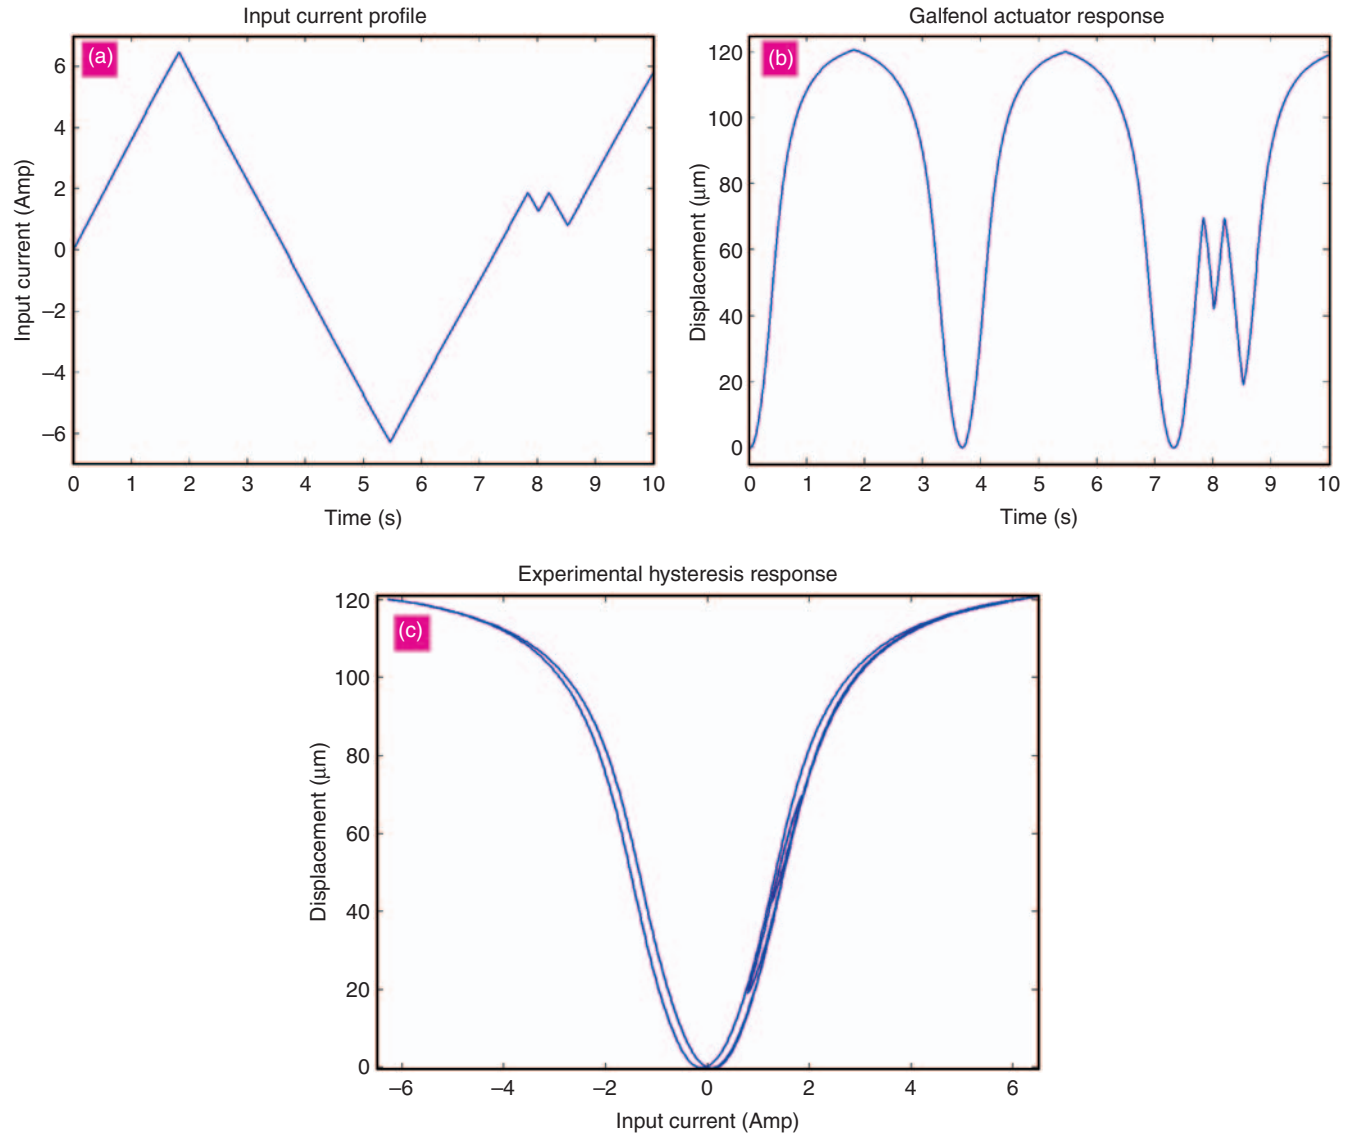 Input current profile
(a)
Input current (Amp)
6
4
2
0
–2
–4
–6
0 1 2 3 4 5 6 7 8 9 10
Time (s)
Galfenol actuator response
(b)
Displacement (μm)
120
100
80
60
40
20
0
0 1 2 3 4 5 6 7 8 9 10
Time (s)
Experimental hysteresis response
(c)
Displacement (μm)
120
100
80
60
40
20
0
–6 –4 –2 0 2 4 6
Input current (Amp)